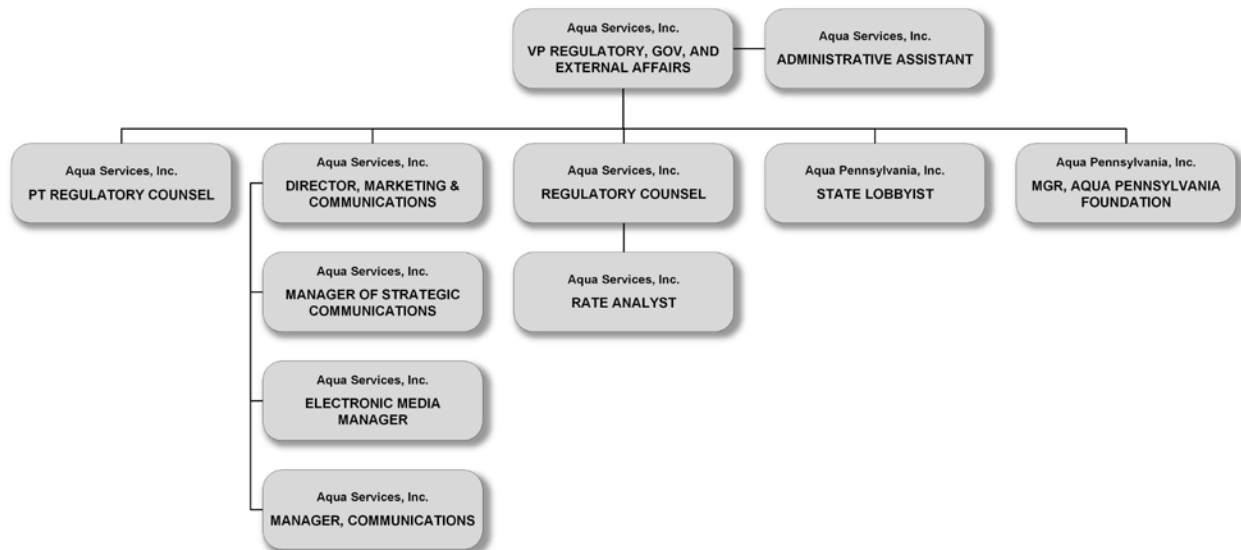 Aqua Services, Inc.
VP REGULATORY, GOV, AND
EXTERNAL AFFAIRS
Aqua Services, Inc.
ADMINISTRATIVE ASSISTANT
Aqua Services, Inc.
PT REGULATORY COUNSEL
Aqua Services, Inc.
DIRECTOR, MARKETING &
COMMUNICATIONS
Aqua Services, Inc.
REGULATORY COUNSEL
Aqua Pennsylvania, Inc.
STATE LOBBYIST
Aqua Pennsylvania, Inc.
MGR, AQUA PENNSYLVANIA
FOUNDATION
Aqua Services, Inc.
MANAGER OF STRATEGIC
COMMUNICATIONS
Aqua Services, Inc.
RATE ANALYST
Aqua Services, Inc.
ELECTRONIC MEDIA
MANAGER
Aqua Services, Inc.
MANAGER, COMMUNICATIONS